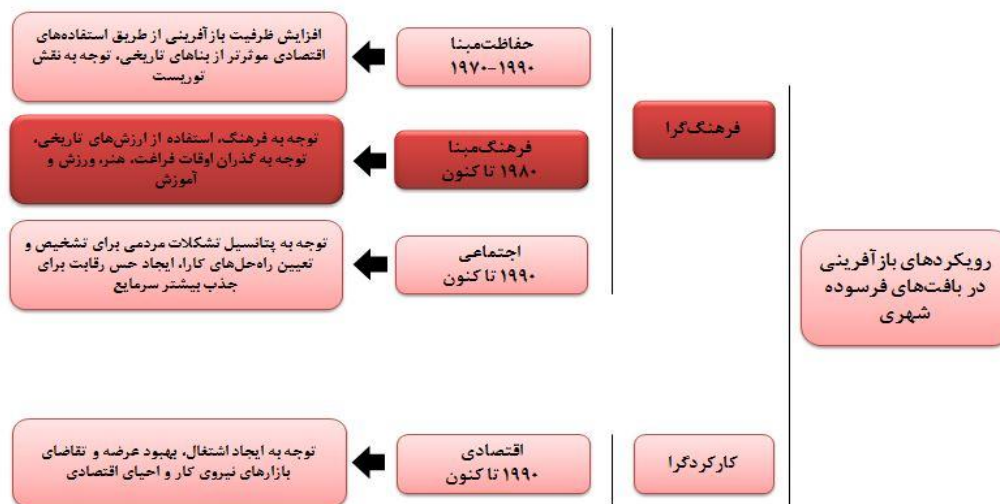 رویکردهای بازآفرینی
در بافت‌های فرسوده
شهری
فرهنگ‌گرا
حفاظت‌مبنا
۱۹۷۰-۱۹۹۰
افزایش ظرفیت بازآفرینی از طریق استفاده‌های
اقتصادی موثرتر از بناهای تاریخی، توجه به نقش
توریست
فرهنگ‌مبنا
۱۹۸۰ تا کنون
توجه به فرهنگ، استفاده از ارزش‌های تاریخی،
توجه به گذران اوقات فراغت، هنر، ورزش و
آموزش
اجتماعی
۱۹۹۰ تا کنون
توجه به پتانسیل تشکلات مردمی برای تشخیص و
تعیین راه‌حل‌های کارا، ایجاد حس رقابت برای
جذب بیشتر سرمایع
کارکردگرا
اقتصادی
۱۹۹۰ تا کنون
توجه به ایجاد اشتغال، بهبود عرضه و تقاضای
بازارهای نیروی کار و احیای اقتصادی